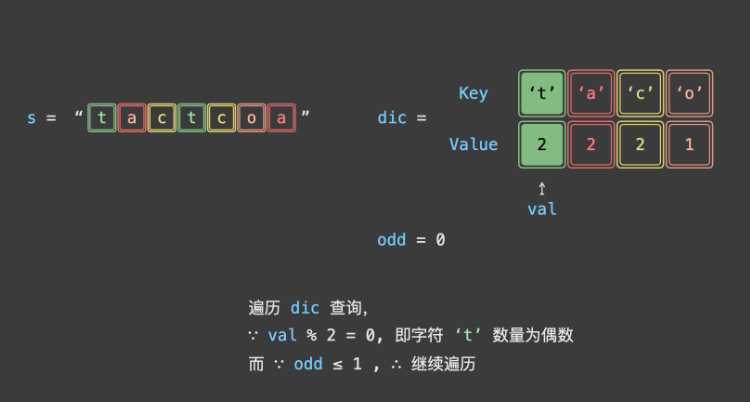 Key ‘t’ ‘a’ ‘c’ ‘o’
s = “tactcoa” dic =
Value 2 2 2 1
val
odd = 0
遍历 dic 查询，
∵ val % 2 = 0, 即字符 ‘t’ 数量为偶数
而 ∵ odd ≤ 1 , ∴ 继续遍历